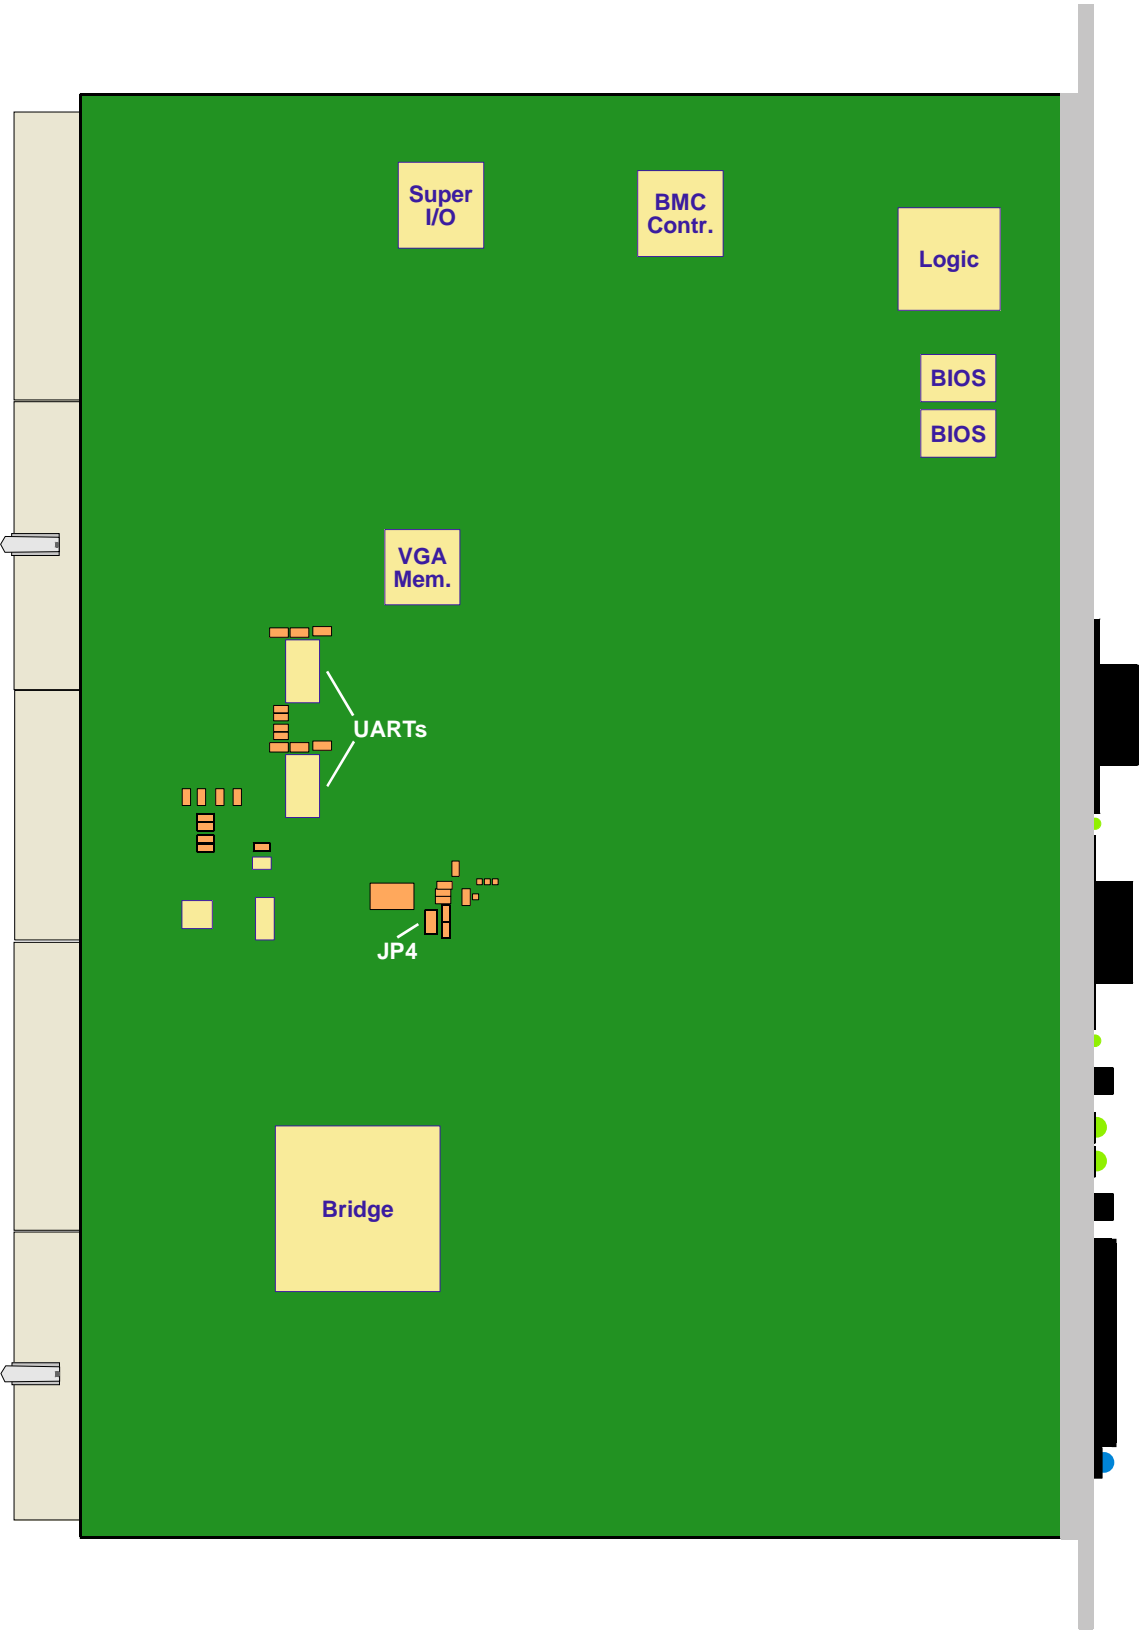 Super
I/O
BMC
Contr.
Logic
BIOS
BIOS
VGA
Mem.
UARTs
JP4
Bridge